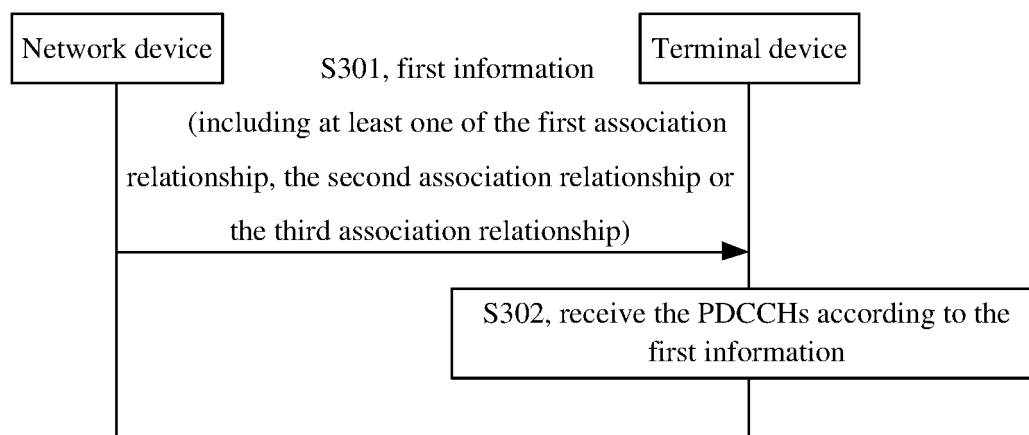 Network device
Terminal device
S301, first information
(including at least one of the first association
relationship, the second association relationship or
the third association relationship)
S302, receive the PDCCHs according to the
first information